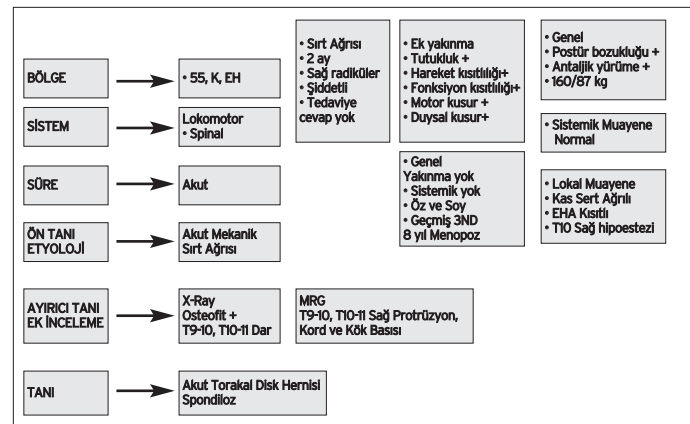 BÖLGE
• 55, K, EH
• Sırt Ağrısı
• 2 ay
• Sağ radiküler
• Şiddetli
• Tedaviye
cevap yok
• Ek yakınma
• Tutukluk +
• Hareket kısıtlılığı+
• Fonksiyon kısıtlılığı+
• Motor kusur +
• Duysal kusur+
• Genel
• Postür bozukluğu +
• Antaljik yürüme +
• 160/87 kg
SİSTEM
Lokomotor
• Spinal
• Sistemik Muayene
Normal
SÜRE
Akut
• Genel
Yakınma yok
• Sistemik yok
• Öz ve Soy
• Geçmiş 3ND
8 yıl Menopoz
• Lokal Muayene
• Kas Sert Ağrılı
• EHA Kısıtlı
• T10 Sağ hipoestezi
ÖN TANI
ETYOLOJİ
Akut Mekanik
Sırt Ağrısı
AYIRICI TANI
EK İNCELEME
X-Ray
Osteofit +
T9-10, T10-11 Dar
MRG
T9-10, T10-11 Sağ Protrüzyon,
Kord ve Kök Basısı
TANI
Akut Torakal Disk Hernisi
Spondiloz